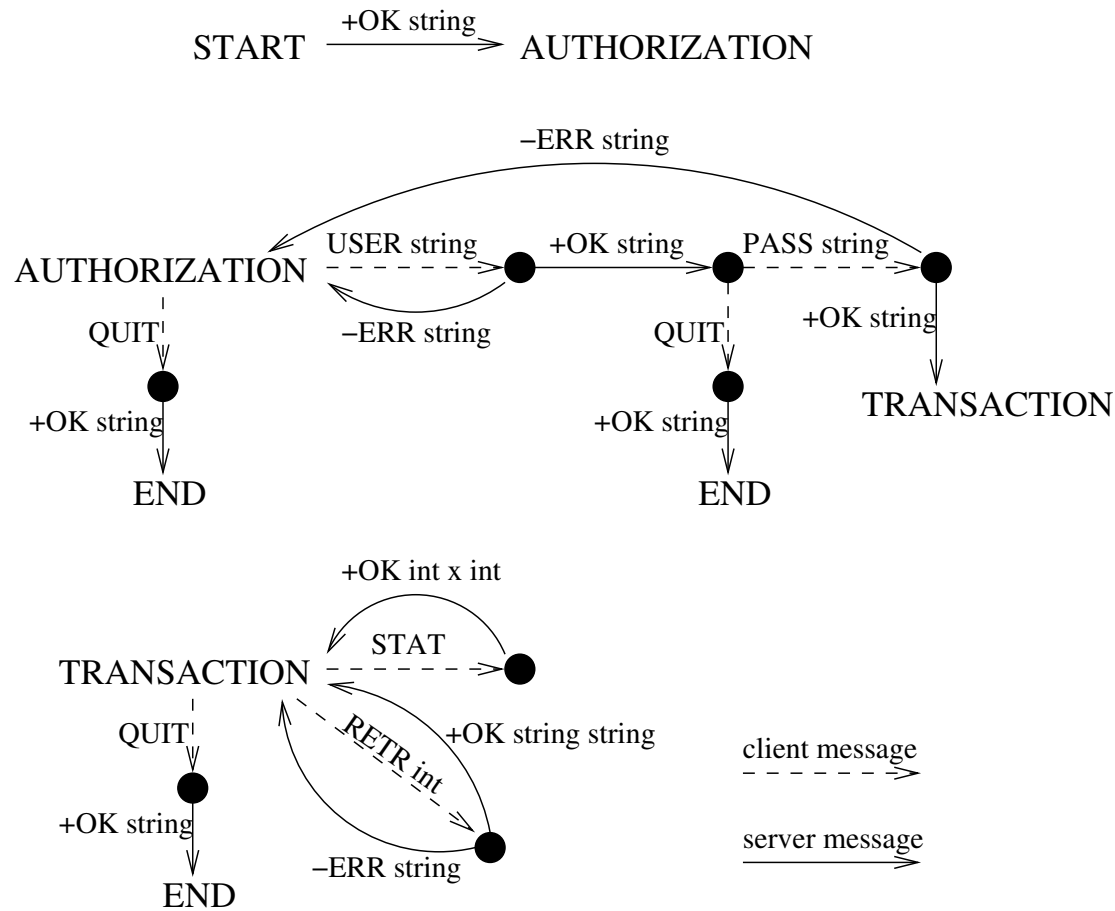 +OK string
START
AUTHORIZATION
−ERR string
USER string
+OK string
PASS string
AUTHORIZATION
−ERR string
+OK string
QUIT
QUIT
TRANSACTION
+OK string
+OK string
END
END
+OK int x int
STAT
TRANSACTION
QUIT
RETR int
+OK string string
client message
+OK string
server message
−ERR string
END